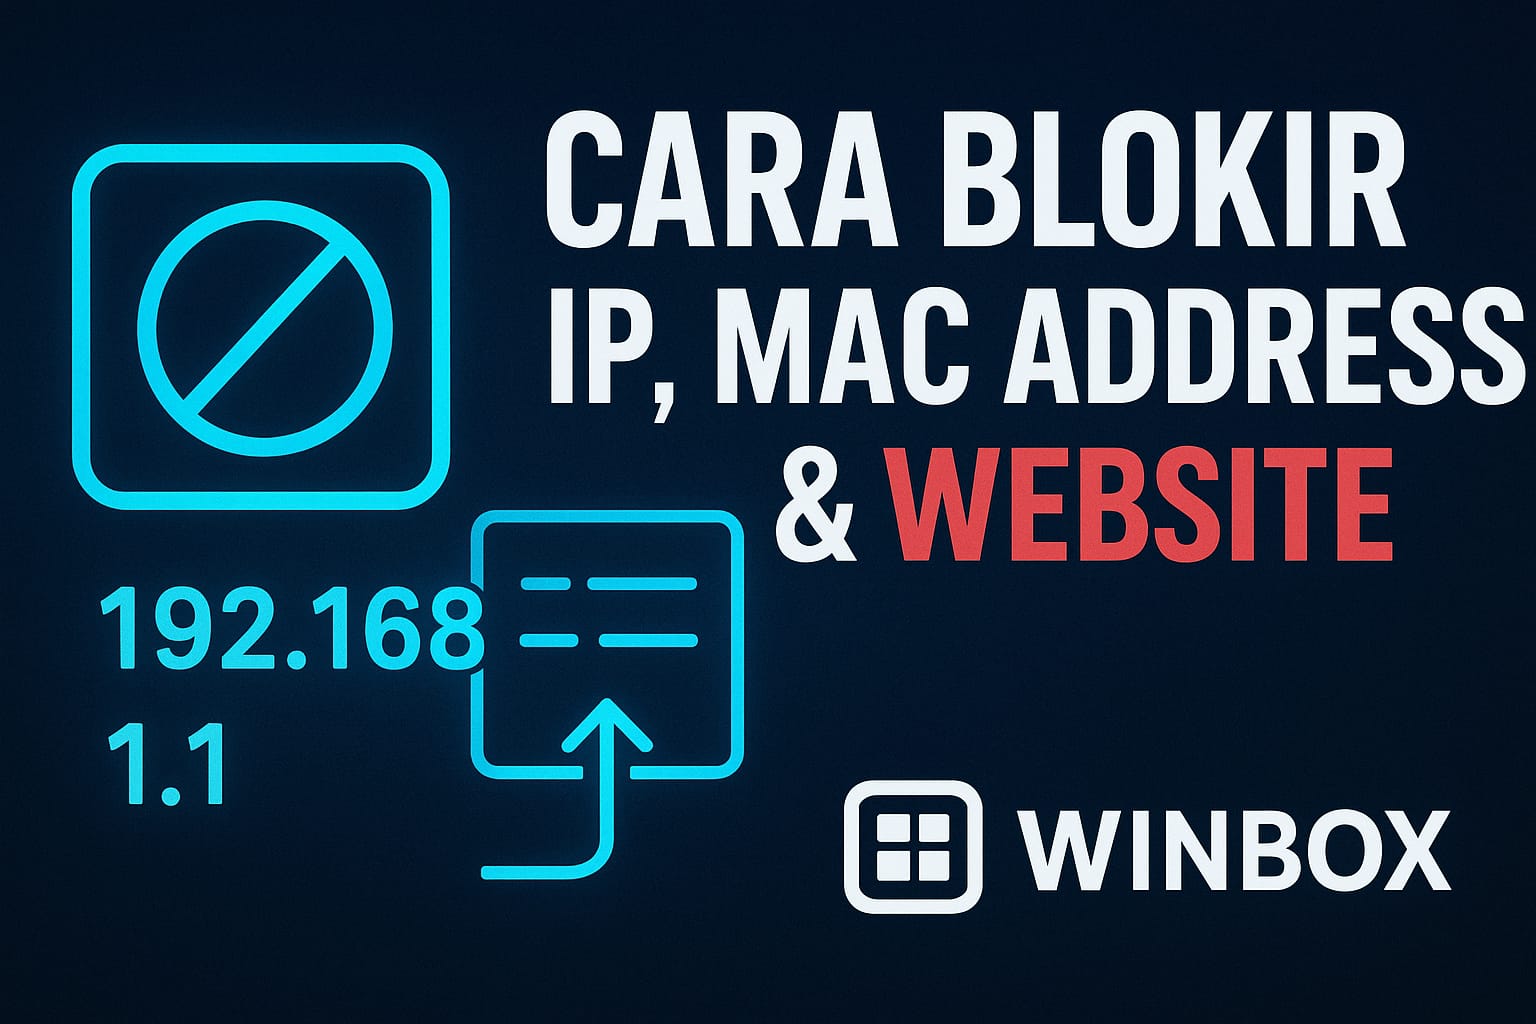 CARA BLOKIR
IP, MAC ADDRESS
& WEBSITE
192.168
1.1
WINBOX